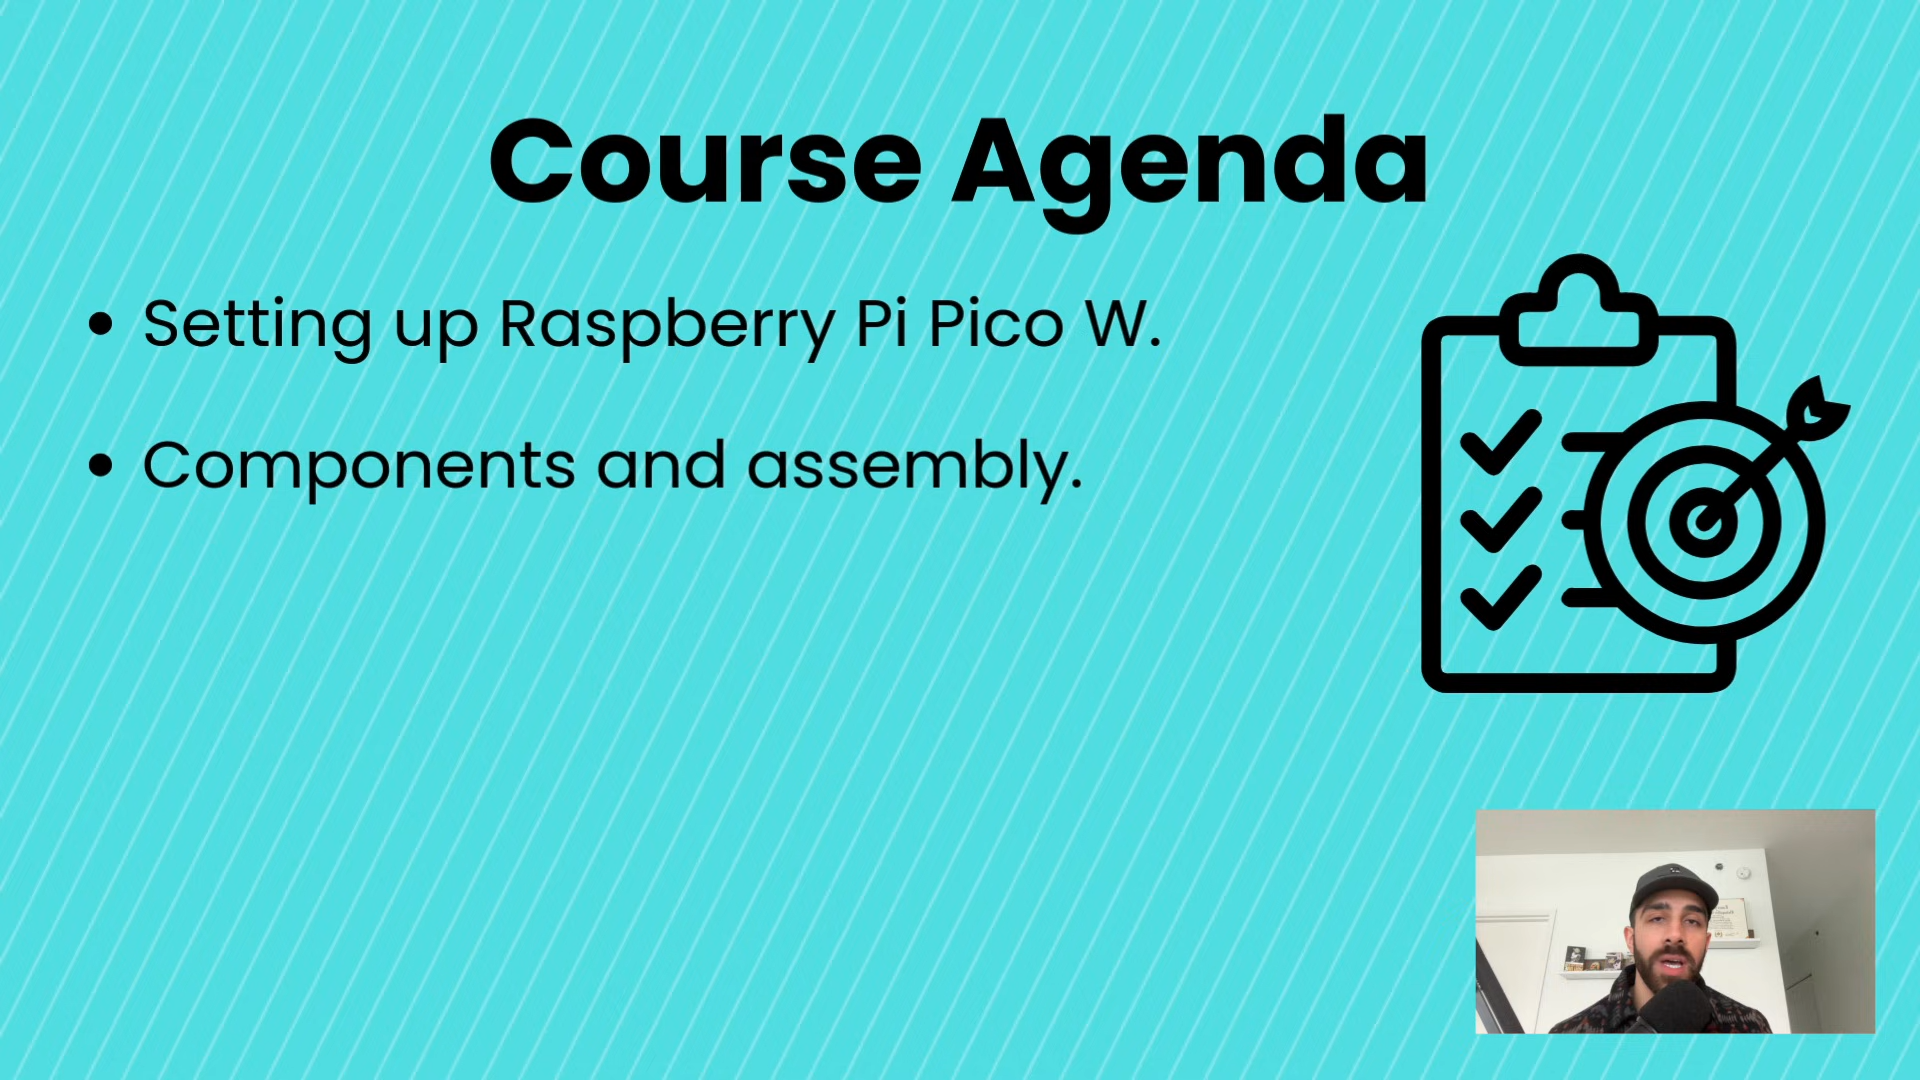 Course Agenda
• Setting up Raspberry Pi Pico W.
• Components and assembly.